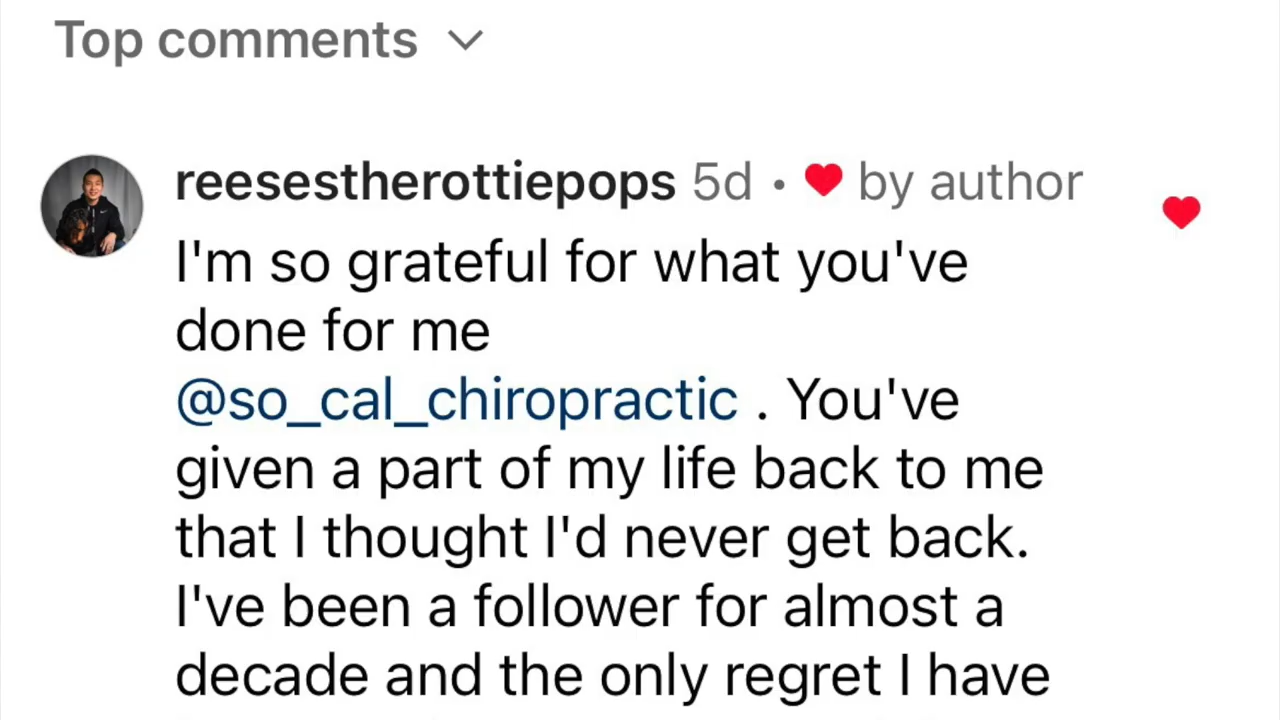 Top comments
reesestherottiepops 5d • by author
I'm so grateful for what you've
done for me
@so_cal_chiropractic . You've
given a part of my life back to me
that I thought I'd never get back.
I've been a follower for almost a
decade and the only regret I have